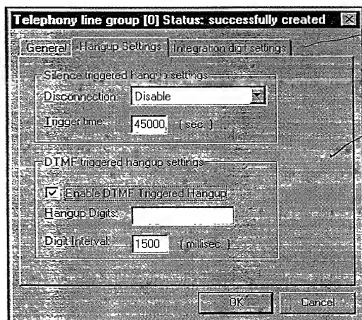 Telephony line group [0] Status: successfully created
General Hangup Settings Integration digit settings
Silence triggered hangup settings
Disconnection: Disable
Trigger time: 45000 [sec.]
DTMF triggered hangup settings
Enable DTMF Triggered Hangup
Hangup Digits:
Digit Interval: 1500 [millisec.]
OK Cancel